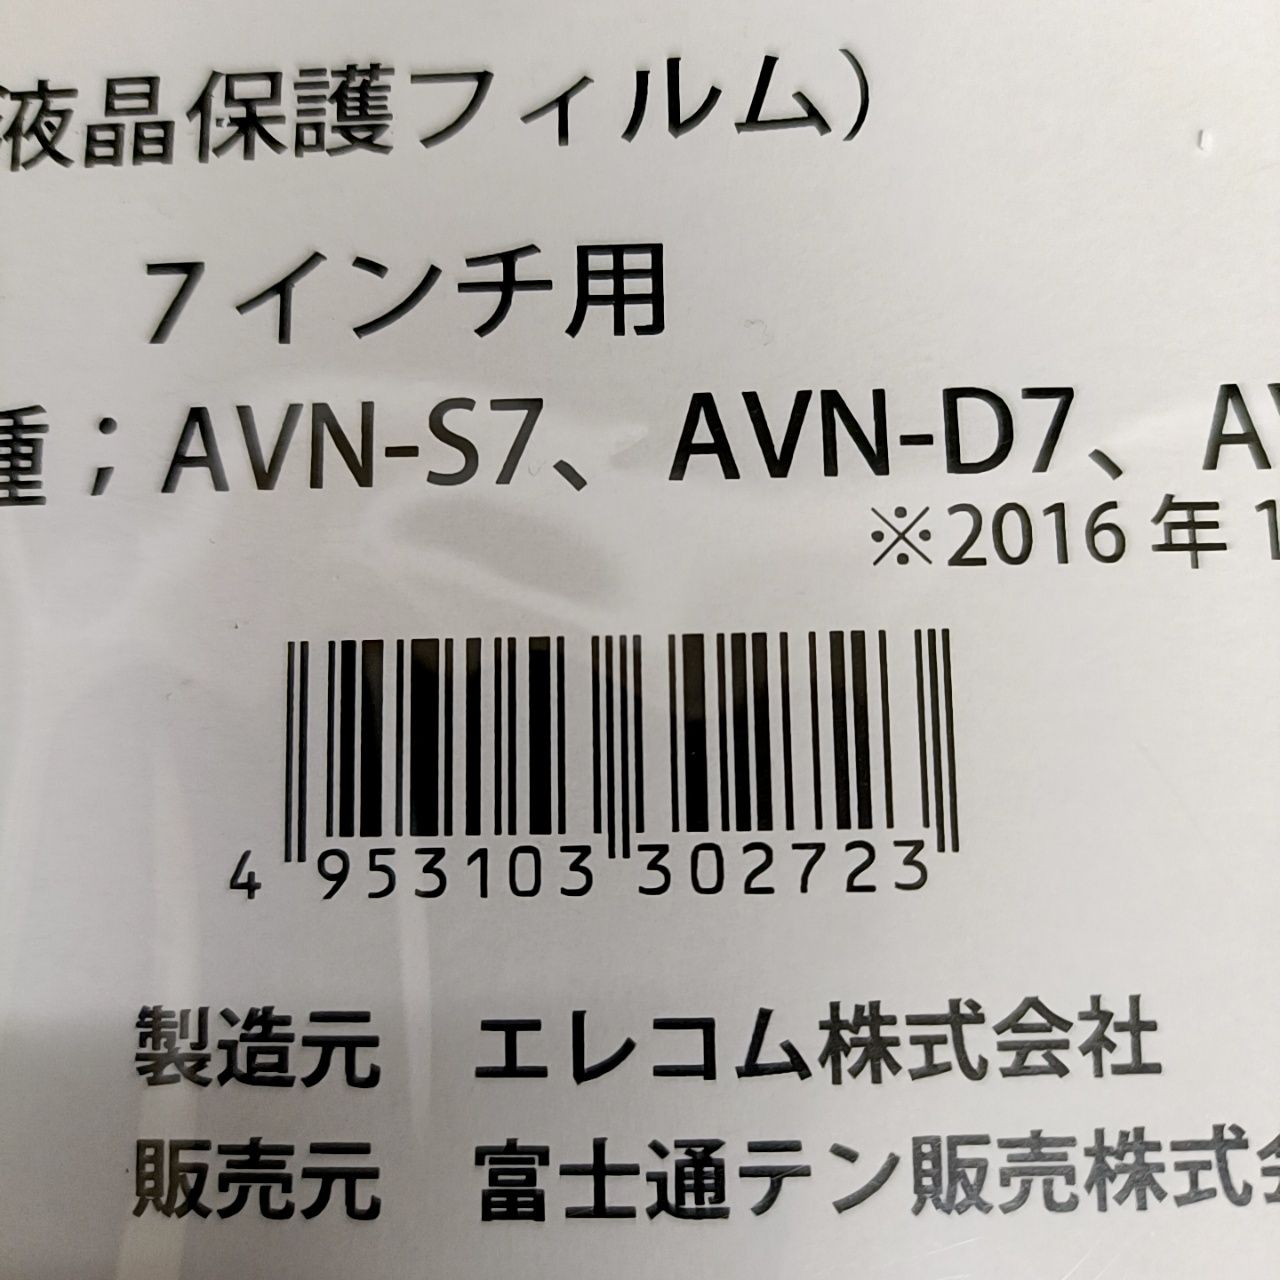 液晶保護フィルム）
7インチ用
種；AVN-S7、AVN-D7、AV
※2016年1
4 953103 302723
製造元 エレコム株式会社
販売元 富士通テン販売株式会